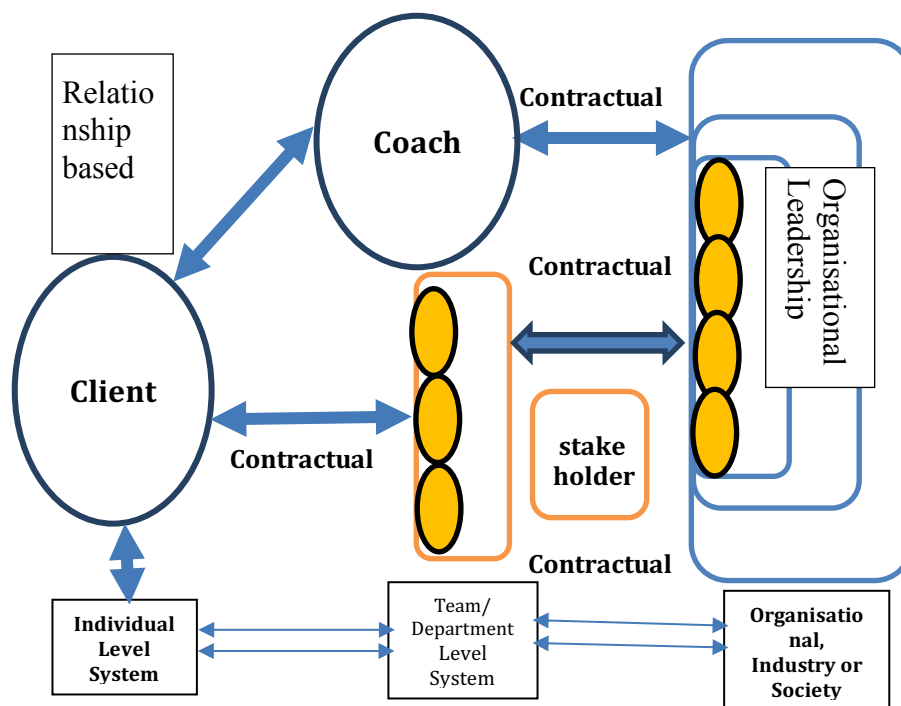 Relatio
nship
based
Coach
Contractual
Organisational
Leadership
Contractual
Client
Contractual
stake
holder
Contractual
Individual
Level
System
Team/
Department
Level
System
Organisatio
nal,
Industry or
Society